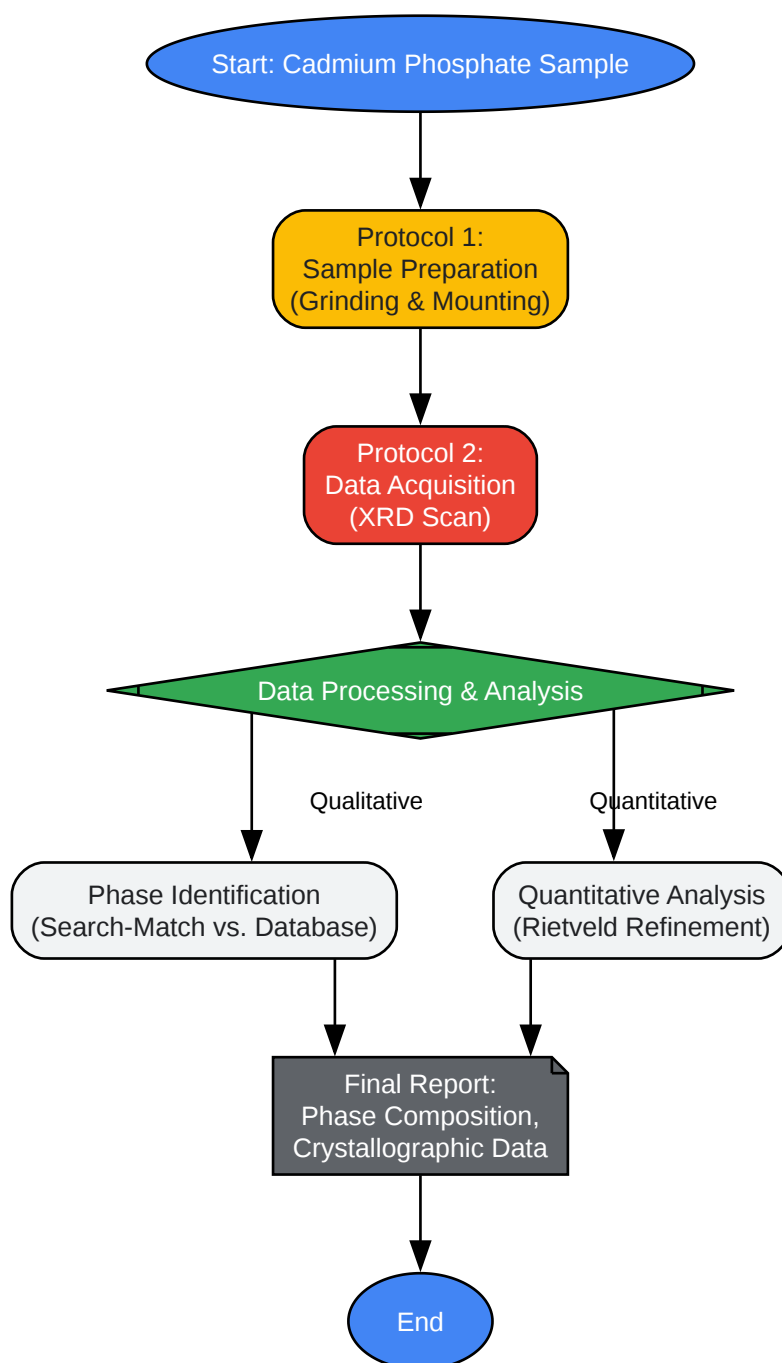 Start: Cadmium Phosphate Sample
Protocol 1:
Sample Preparation
(Grinding & Mounting)
Protocol 2:
Data Acquisition
(XRD Scan)
Data Processing & Analysis
Qualitative
Quantitative
Phase Identification
(Search-Match vs. Database)
Quantitative Analysis
(Rietveld Refinement)
Final Report:
Phase Composition,
Crystallographic Data
End